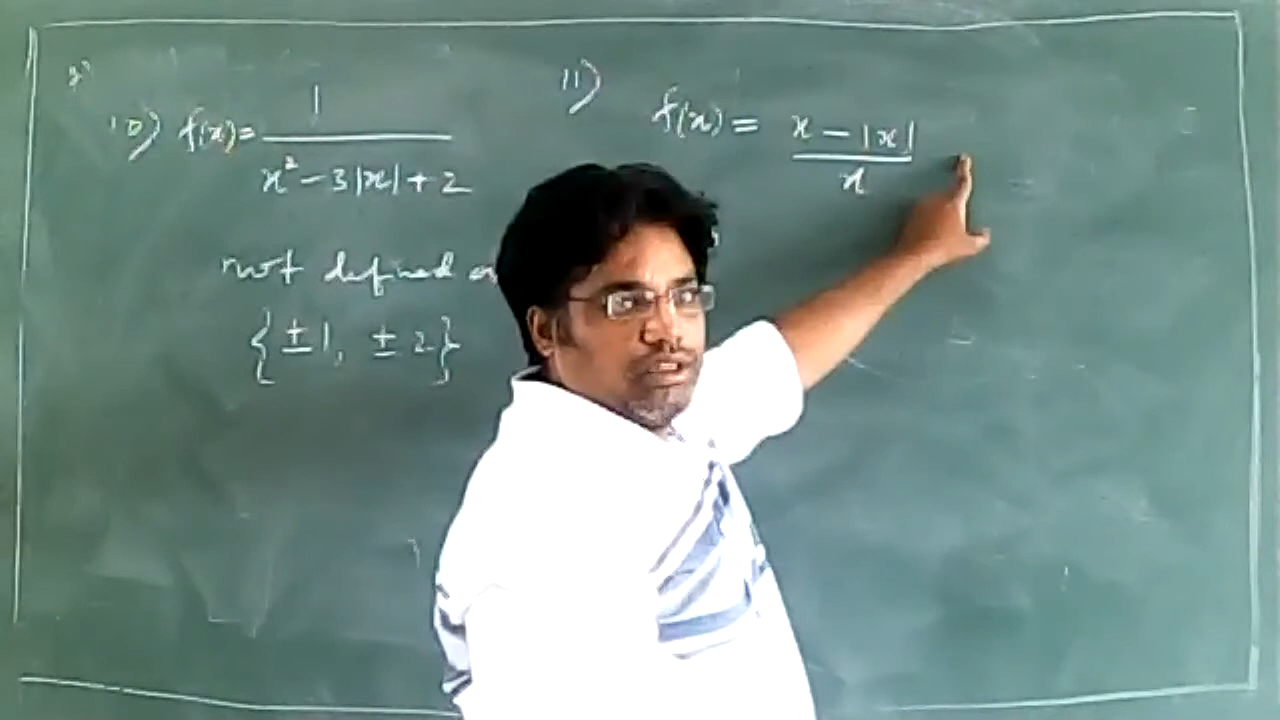 10) f(x) = 1 / x² - 3|x| + 2
not defined
{±1, ±2}
11) f(x) = x - |x| / x